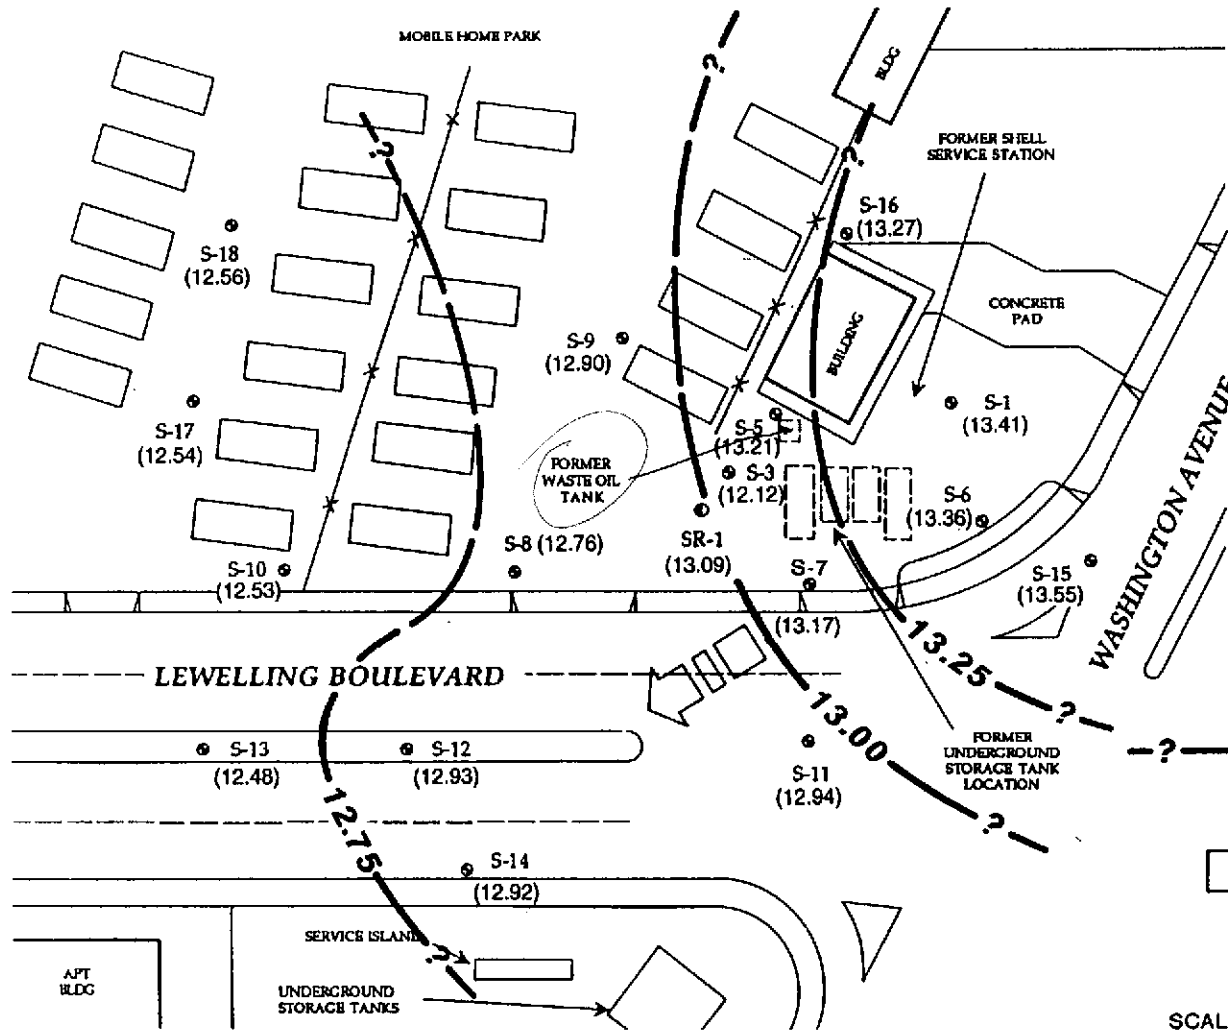 MOBILE HOME PARK
?
BLDG
FORMER SHELL
SERVICE STATION
?
?
S-16
(13.27)
S-18
(12.56)
CONCRETE
PAD
S-9
(12.90)
BUILDING
S-1
(13.41)
S-17
(12.54)
S-5
(13.21)
FORMER
WASTE OIL
TANK
S-3
(12.12)
S-6
(13.36)
SR-1
(13.09)
S-8 (12.76)
S-10
(12.53)
S-7
(13.17)
S-15
(13.55)
WASHINGTON AVENUE
LEWELLING BOULEVARD
13.25
?
13.00
?
?
FORMER
UNDERGROUND
STORAGE TANK
LOCATION
S-13
(12.48)
S-12
(12.93)
S-11
(12.94)
12.75
S-14
(12.92)
SERVICE ISLAND
?
APT
BLDG
UNDERGROUND
STORAGE TANKS
SCAL